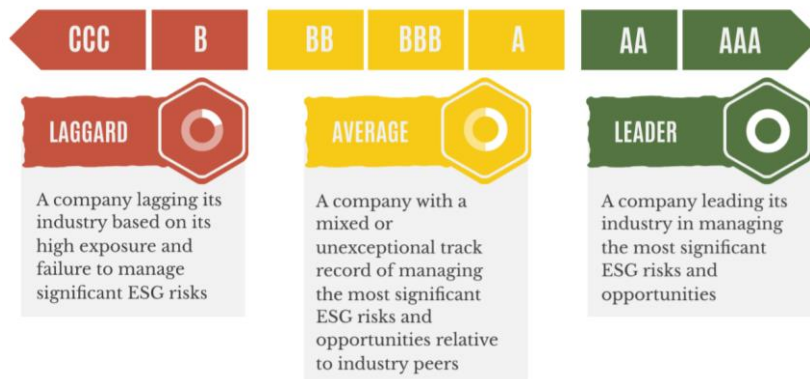 CCC B BB BBB A AA AAA
LAGGARD
A company lagging its
industry based on its
high exposure and
failure to manage
significant ESG risks
AVERAGE
A company with a
mixed or
unexceptional track
record of managing
the most significant
ESG risks and
opportunities relative
to industry peers
LEADER
A company leading its
industry in managing
the most significant
ESG risks and
opportunities